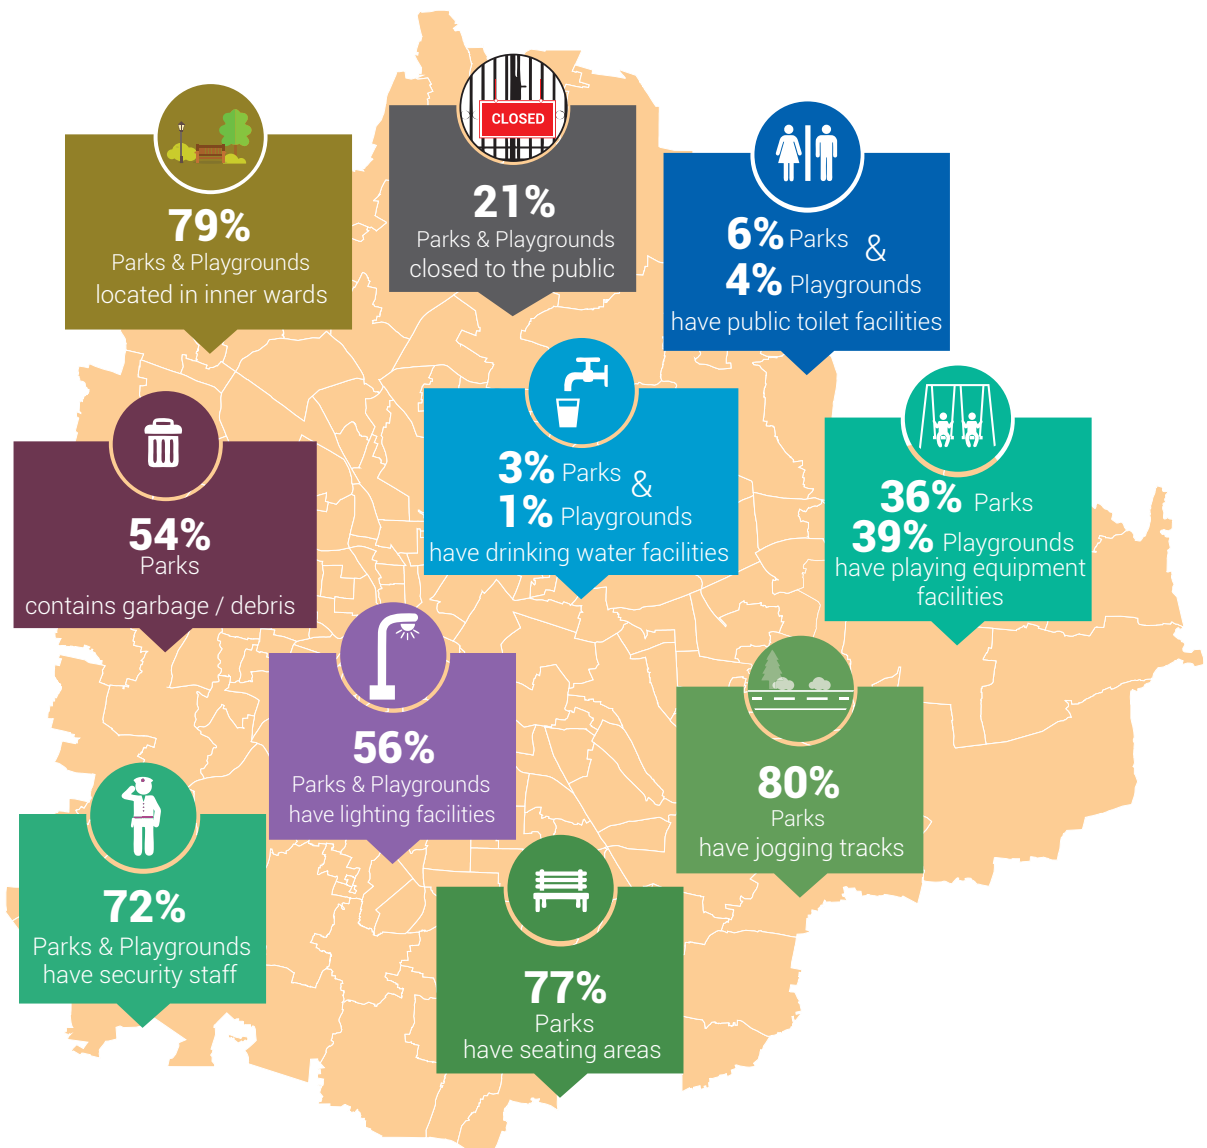 79%
Parks & Playgrounds
located in inner wards
CLOSED
21%
Parks & Playgrounds
closed to the public
6% Parks &
4% Playgrounds
have public toilet facilities
54%
Parks
contains garbage / debris
3% Parks &
1% Playgrounds
have drinking water facilities
36% Parks
39% Playgrounds
have playing equipment
facilities
56%
Parks & Playgrounds
have lighting facilities
80%
Parks
have jogging tracks
72%
Parks & Playgrounds
have security staff
77%
Parks
have seating areas